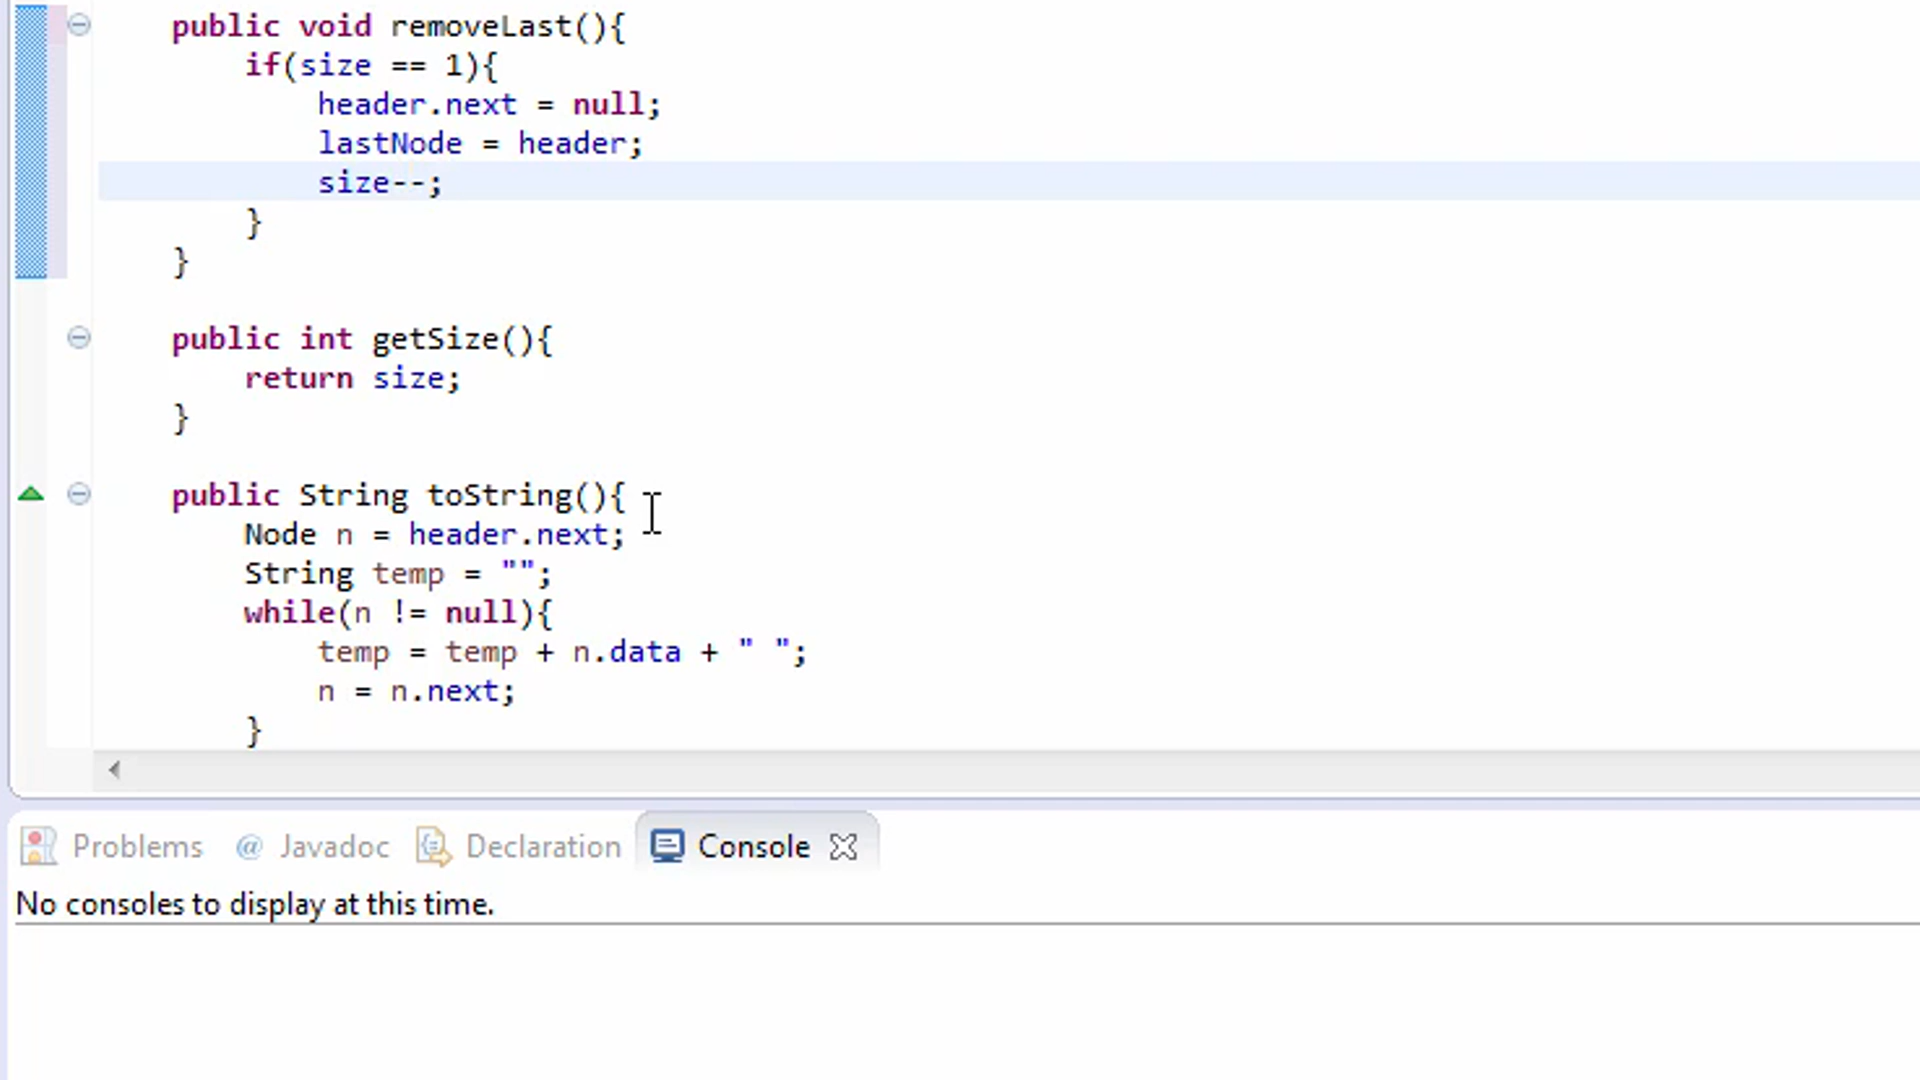 public void removeLast(){
if(size == 1){
header.next = null;
lastNode = header;
size--;
}
}
public int getSize(){
return size;
}
public String toString(){
Node n = header.next;
String temp = "";
while(n != null){
temp = temp + n.data + " ";
n = n.next;
}
Problems @ Javadoc Declaration Console
No consoles to display at this time.